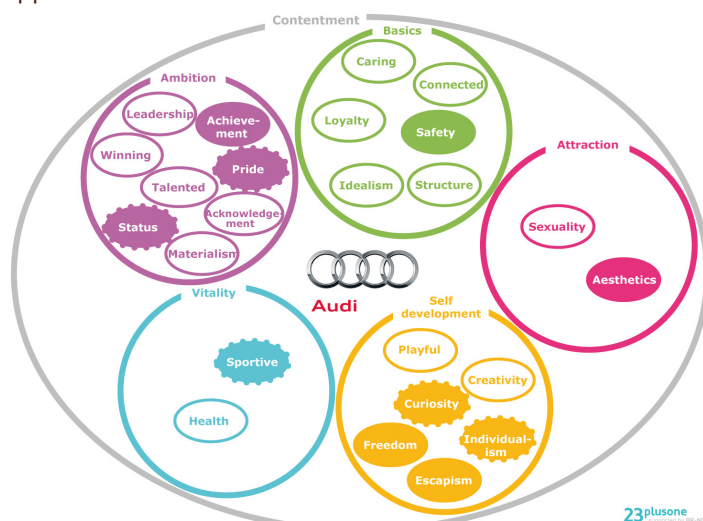 Contentment
Basics
Caring
Connected
Loyalty
Safety
Idealism
Structure
Ambition
Leadership
Achieve-
ment
Winning
Pride
Talented
Status
Acknowledge
ment
Materialism
Attraction
Sexuality
Aesthetics
Audi
Vitality
Sportive
Health
Self
development
Playful
Creativity
Curiosity
Individual-
ism
Freedom
Escapism
23plusone